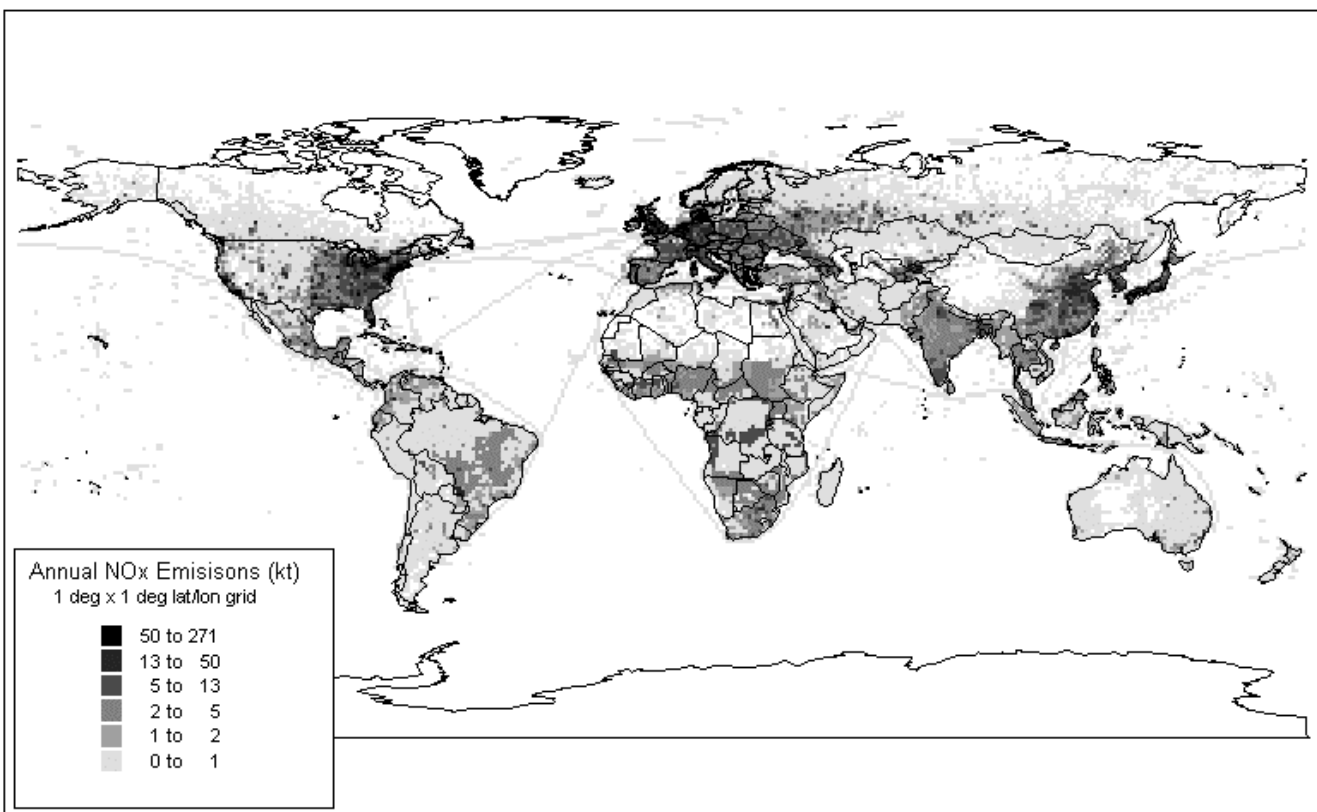 Annual NOx Emisisons (kt)
1 deg x 1 deg lat/lon grid
50 to 271
13 to 50
5 to 13
2 to 5
1 to 2
0 to 1